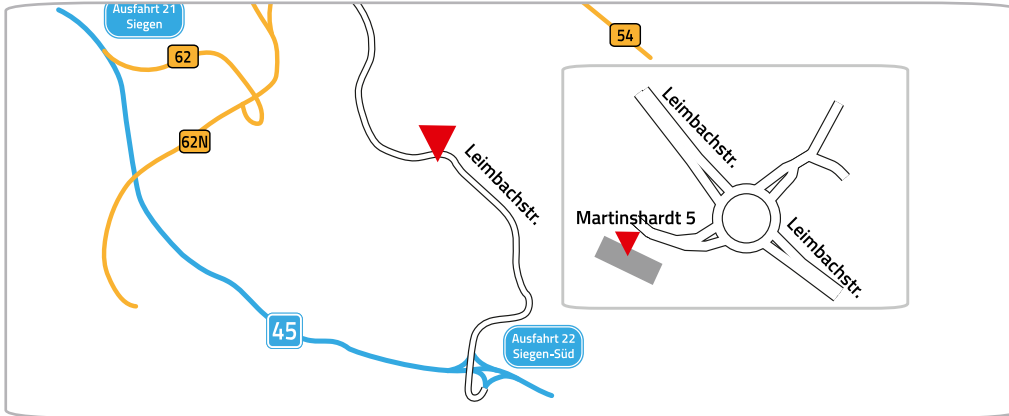 Ausfahrt 21
Siegen
62
54
62N
Leimbachstr.
Leimbachstr.
Martinshardt 5
Leimbachstr.
45
Ausfahrt 22
Siegen-Süd